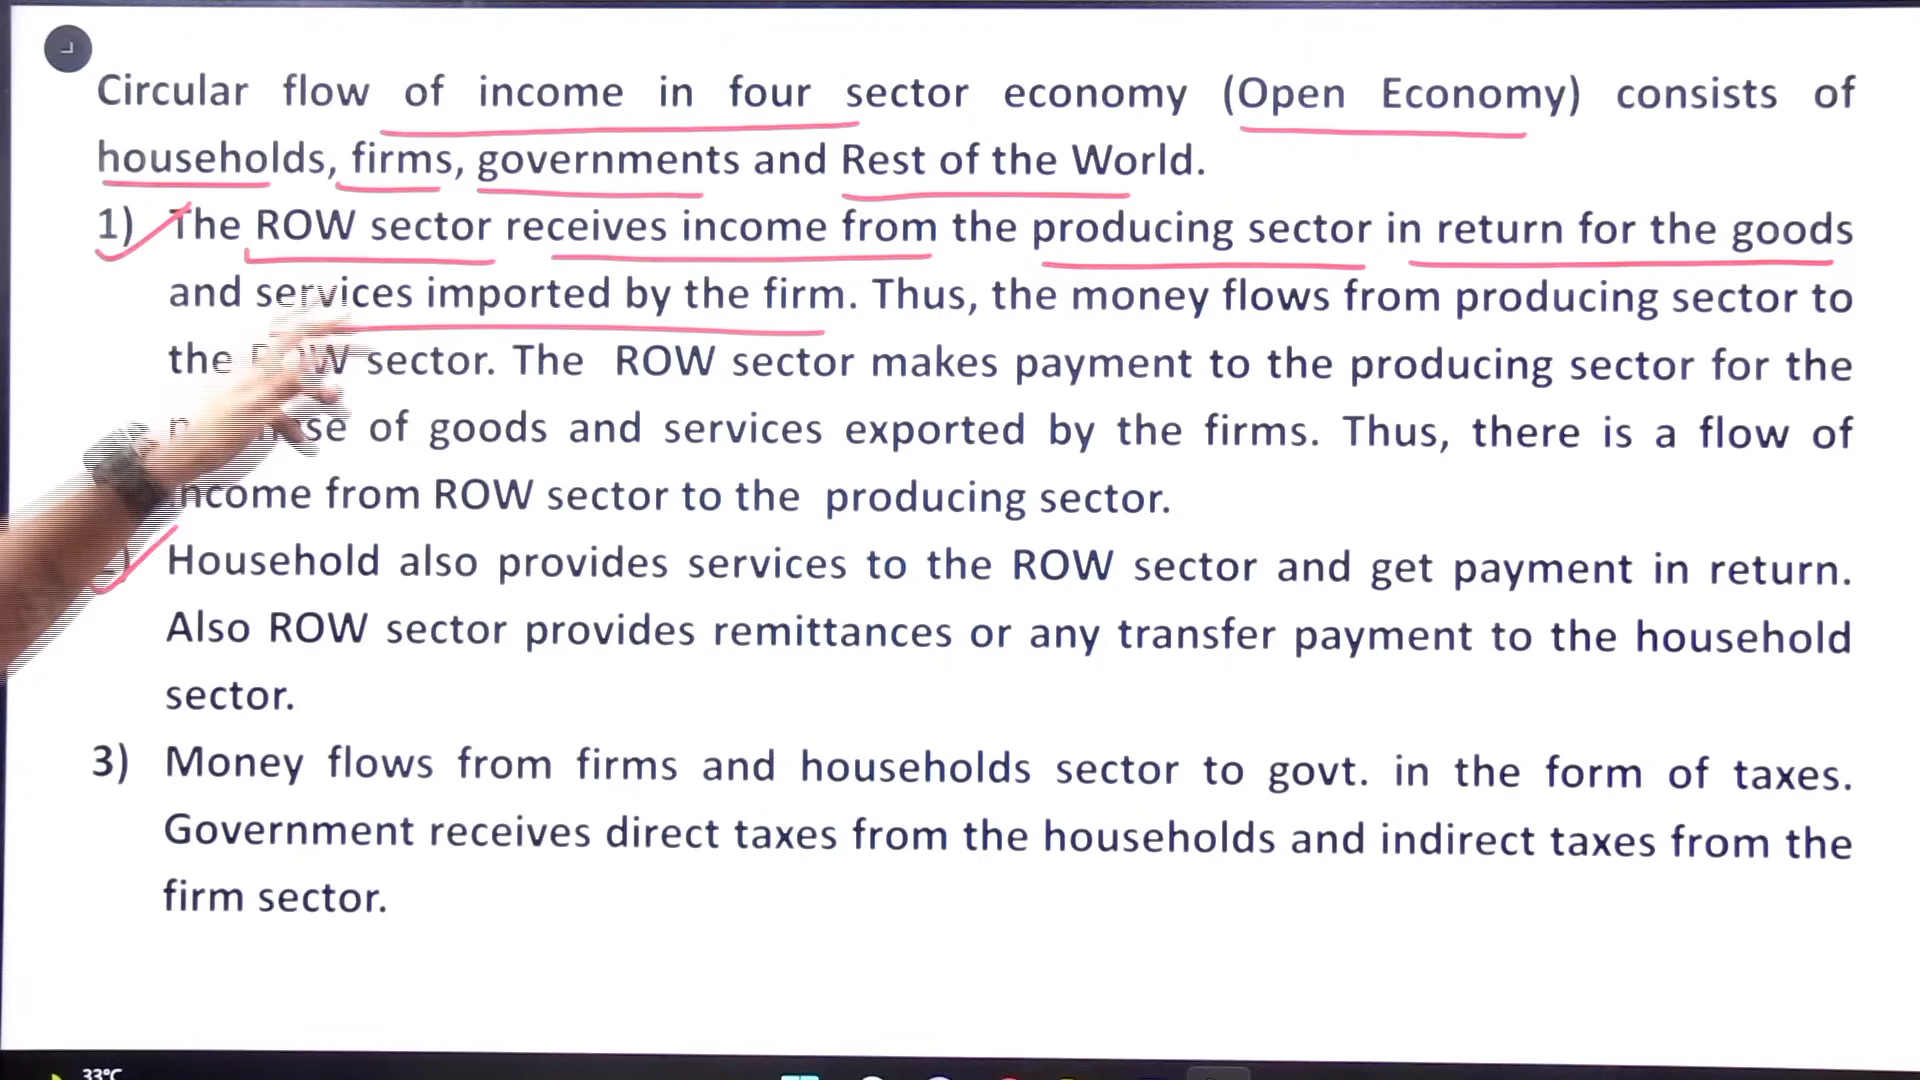 Circular flow of income in four sector economy (Open Economy) consists of
households, firms, governments and Rest of the World.
1) The ROW sector receives income from the producing sector in return for the goods
and services imported by the firm. Thus, the money flows from producing sector to
the ROW sector. The ROW sector makes payment to the producing sector for the
of goods and services exported by the firms. Thus, there is a flow of
income from ROW sector to the producing sector.
Household also provides services to the ROW sector and get payment in return.
Also ROW sector provides remittances or any transfer payment to the household
sector.
3) Money flows from firms and households sector to govt. in the form of taxes.
Government receives direct taxes from the households and indirect taxes from the
firm sector.
33°C